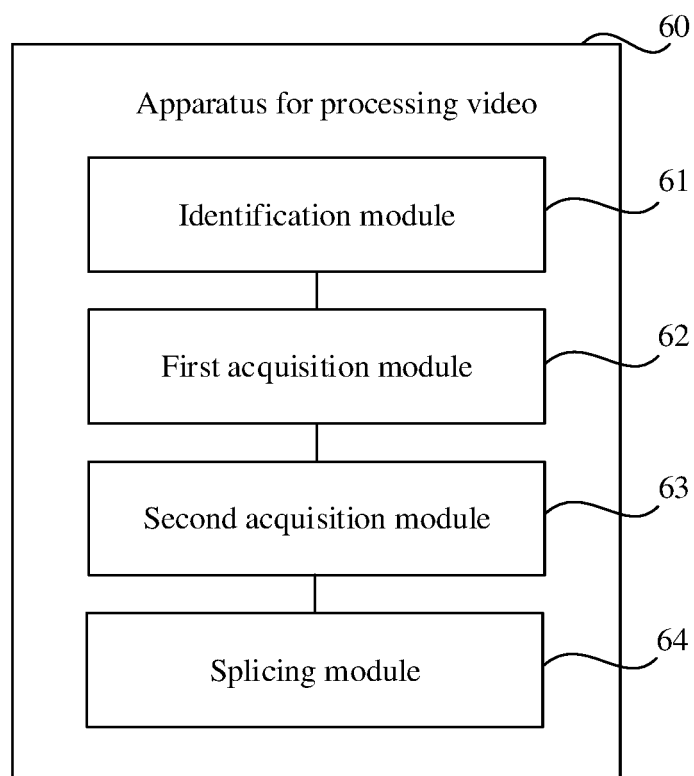 60
Apparatus for processing video
61
Identification module
62
First acquisition module
63
Second acquisition module
64
Splicing module